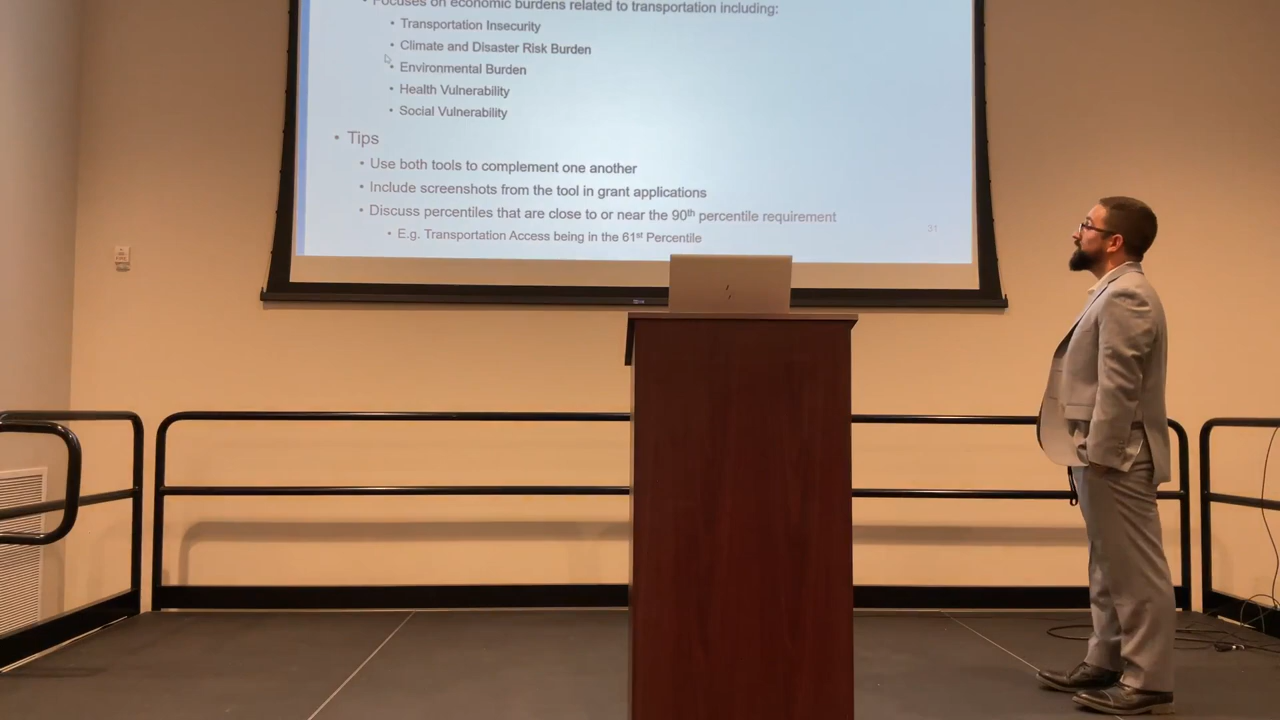 • Focuses on economic burdens related to transportation including:
• Transportation Insecurity
• Climate and Disaster Risk Burden
• Environmental Burden
• Health Vulnerability
• Social Vulnerability
• Tips
• Use both tools to complement one another
• Include screenshots from the tool in grant applications
• Discuss percentiles that are close to or near the 90th percentile requirement
• E.g. Transportation Access being in the 61st Percentile
31